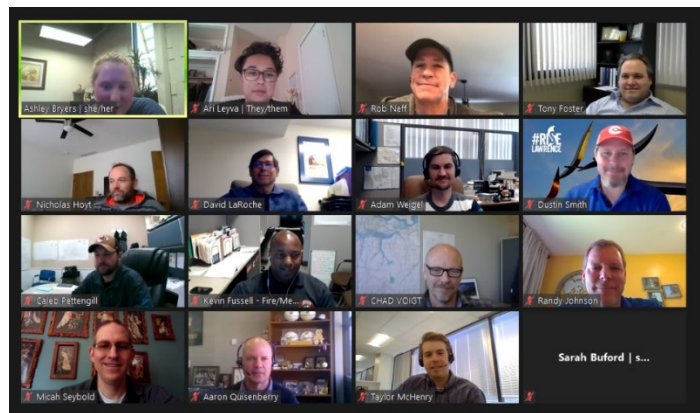 Ashley Bryers | she/her
Ari Leyva | They/them
Rob Neff
Tony Foster
Nicholas Hoyt
David LaRoche
Adam Weigel
#RISE
LAWRENCE
Dustin Smith
Caleb Pettengill
Kevin Fussell - Fire/Me...
CHAD VOIGT
Randy Johnson
Micah Seybold
Aaron Quisenberry
Taylor McHenry
Sarah Buford | s...